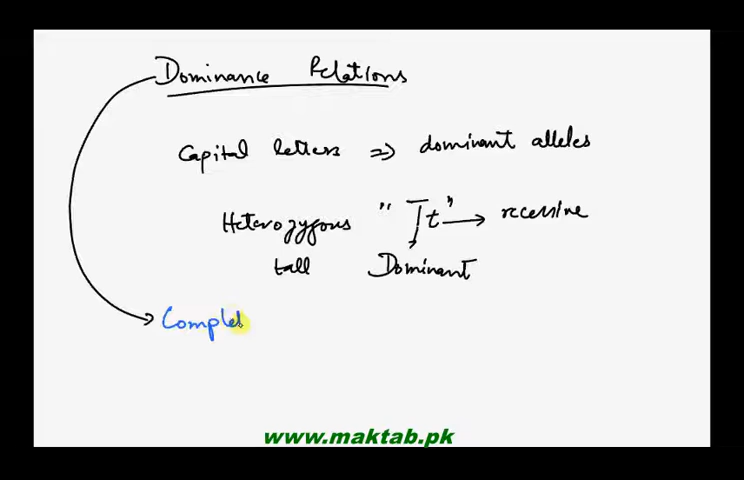 Dominance Relations
Capital letters => dominant alleles
Heterozygous "Tt" → recessive
tall Dominant
Complet
www.maktab.pk